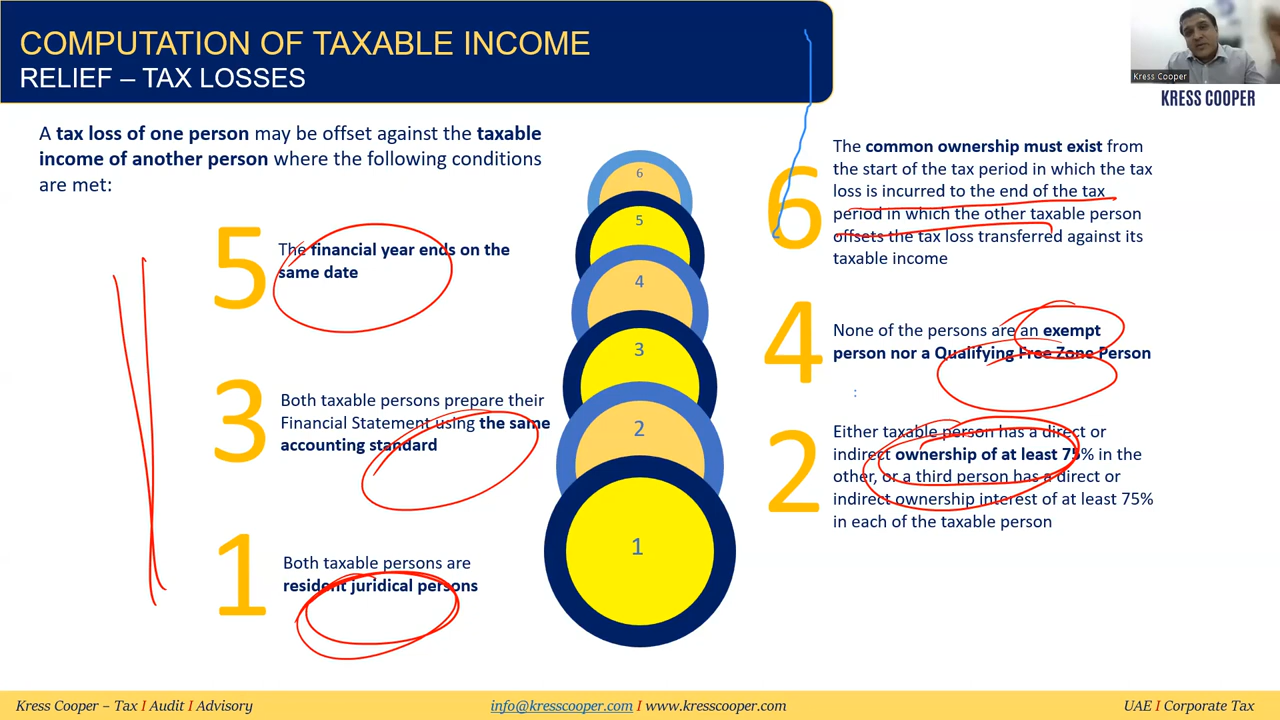 COMPUTATION OF TAXABLE INCOME
RELIEF – TAX LOSSES
Kress Cooper
KRESS COOPER
A tax loss of one person may be offset against the taxable
income of another person where the following conditions
are met:
5
The financial year ends on the
same date
3
Both taxable persons prepare their
Financial Statement using the same
accounting standard
1
Both taxable persons are
resident juridical persons
6
5
4
3
2
1
6
The common ownership must exist from
the start of the tax period in which the tax
loss is incurred to the end of the tax
period in which the other taxable person
offsets the tax loss transferred against its
taxable income
4
None of the persons are an exempt
person nor a Qualifying Free Zone Person
:
2
Either taxable person has a direct or
indirect ownership of at least 75% in the
other, or a third person has a direct or
indirect ownership interest of at least 75%
in each of the taxable person
Kress Cooper – Tax I Audit I Advisory
info@kresscooper.com I www.kresscooper.com
UAE I Corporate Tax